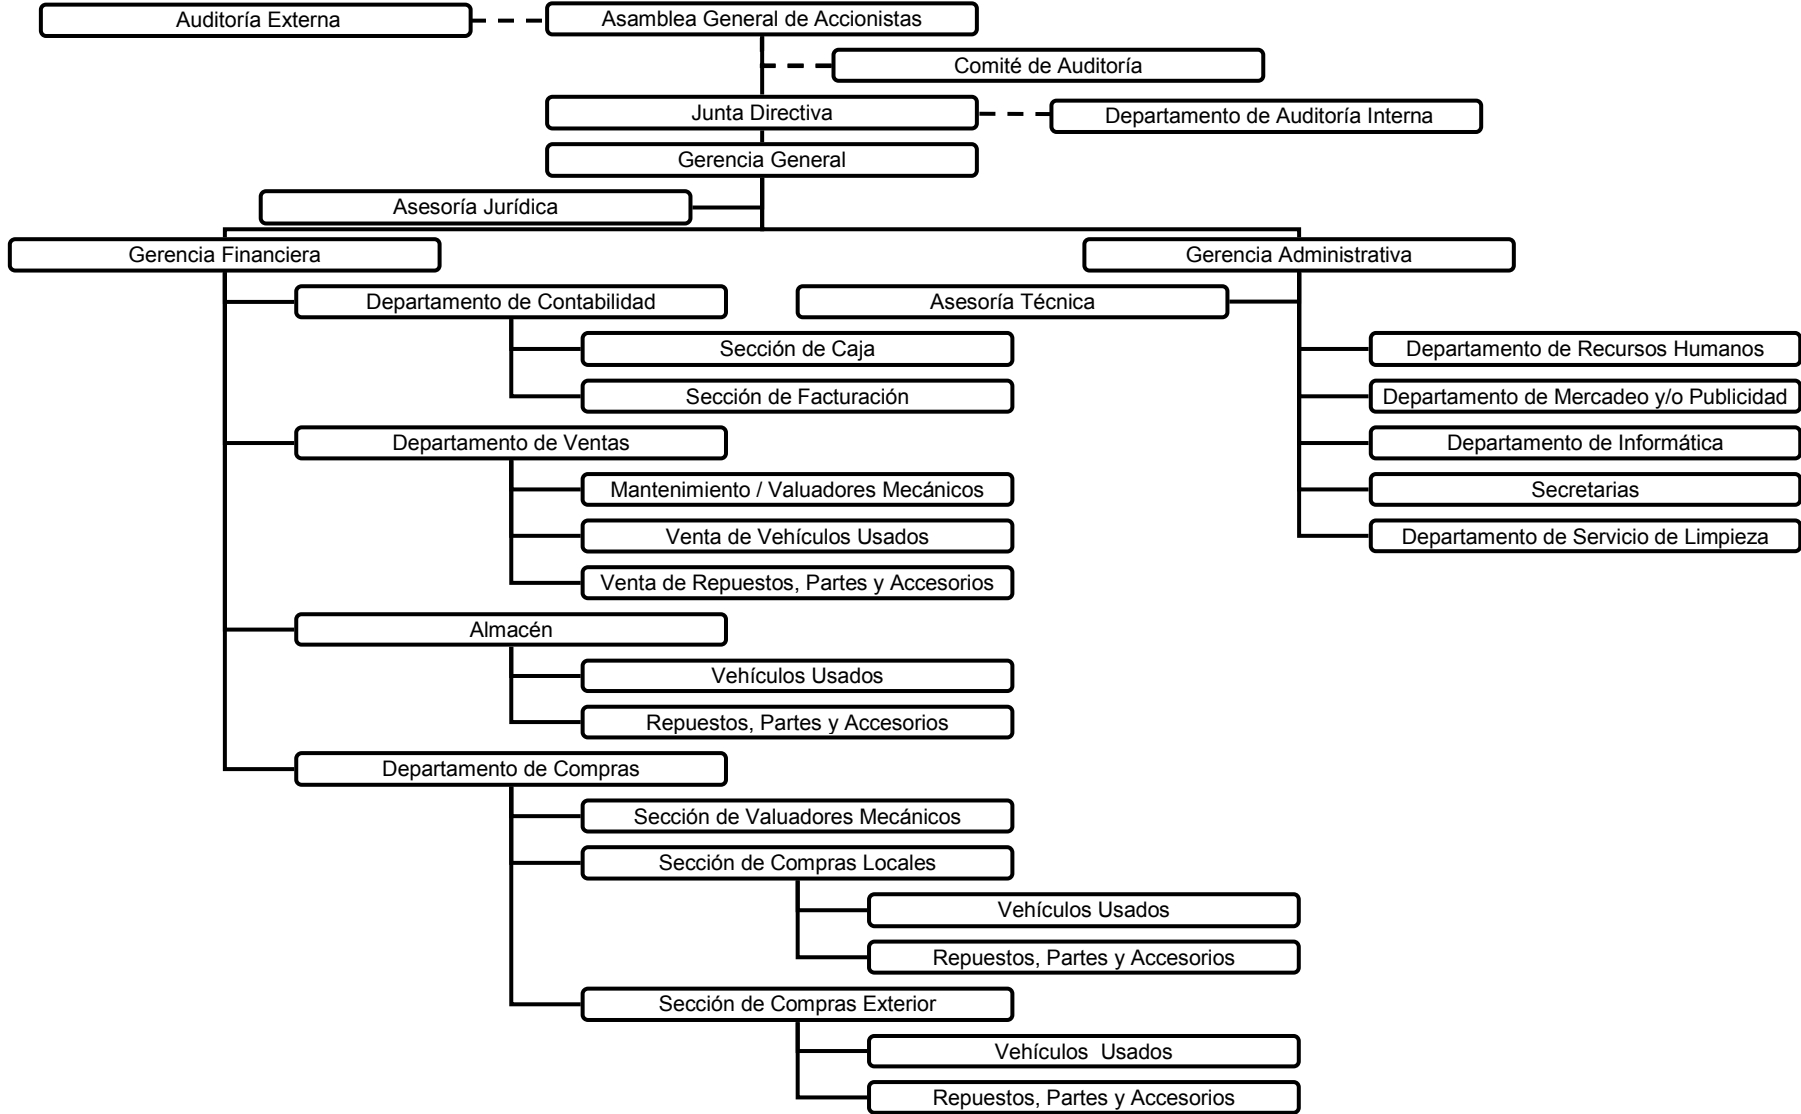 Auditoría Externa
Asamblea General de Accionistas
Comité de Auditoría
Junta Directiva
Departamento de Auditoría Interna
Gerencia General
Asesoría Jurídica
Gerencia Financiera
Gerencia Administrativa
Departamento de Contabilidad
Asesoría Técnica
Sección de Caja
Departamento de Recursos Humanos
Sección de Facturación
Departamento de Mercadeo y/o Publicidad
Departamento de Ventas
Departamento de Informática
Mantenimiento / Valuadores Mecánicos
Secretarias
Venta de Vehículos Usados
Departamento de Servicio de Limpieza
Venta de Repuestos, Partes y Accesorios
Almacén
Vehículos Usados
Repuestos, Partes y Accesorios
Departamento de Compras
Sección de Valuadores Mecánicos
Sección de Compras Locales
Vehículos Usados
Repuestos, Partes y Accesorios
Sección de Compras Exterior
Vehículos  Usados
Repuestos, Partes y Accesorios